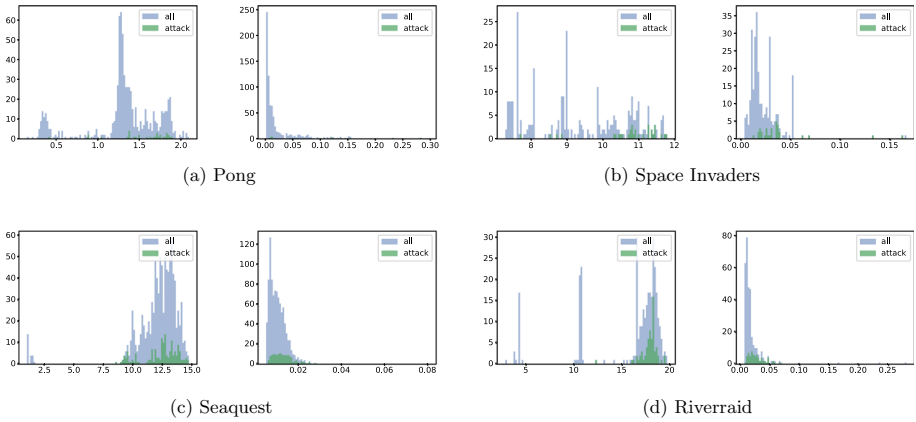 all
attack
60
50
40
30
20
10
0
0.5 1.0 1.5 2.0
all
attack
250
200
150
100
50
0
0.00 0.05 0.10 0.15 0.20 0.25 0.30
(a) Pong
all
attack
25
20
15
10
5
0
8 9 10 11 12
all
attack
35
30
25
20
15
10
5
0
0.00 0.05 0.10 0.15
(b) Space Invaders
all
attack
60
50
40
30
20
10
0
2.5 5.0 7.5 10.0 12.5 15.0
all
attack
120
100
80
60
40
20
0
0.02 0.04 0.06 0.08
(c) Seaquest
all
attack
30
25
20
15
10
5
0
5 10 15 20
all
attack
80
60
40
20
0
0.00 0.05 0.10 0.15 0.20 0.25
(d) Riverraid